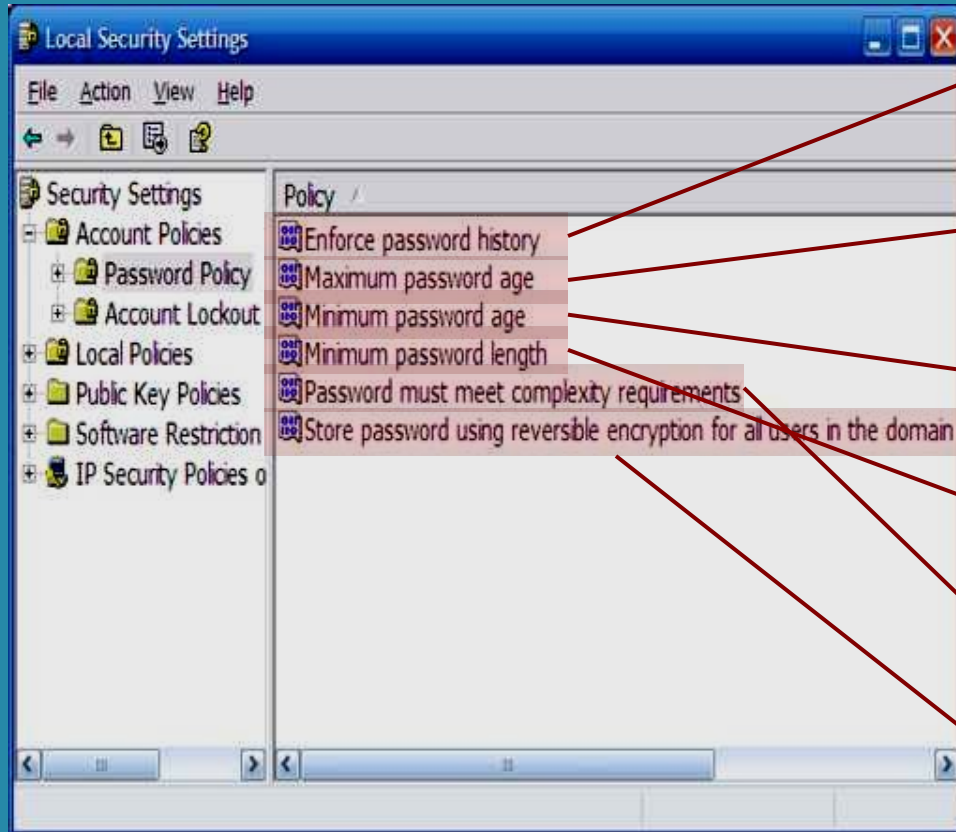 Local Security Settings
File Action View Help
Security Settings
Account Policies
Password Policy
Account Lockout
Local Policies
Public Key Policies
Software Restriction
IP Security Policies o
Policy
Enforce password history
Maximum password age
Minimum password age
Minimum password length
Password must meet complexity requirements
Store password using reversible encryption for all users in the domain